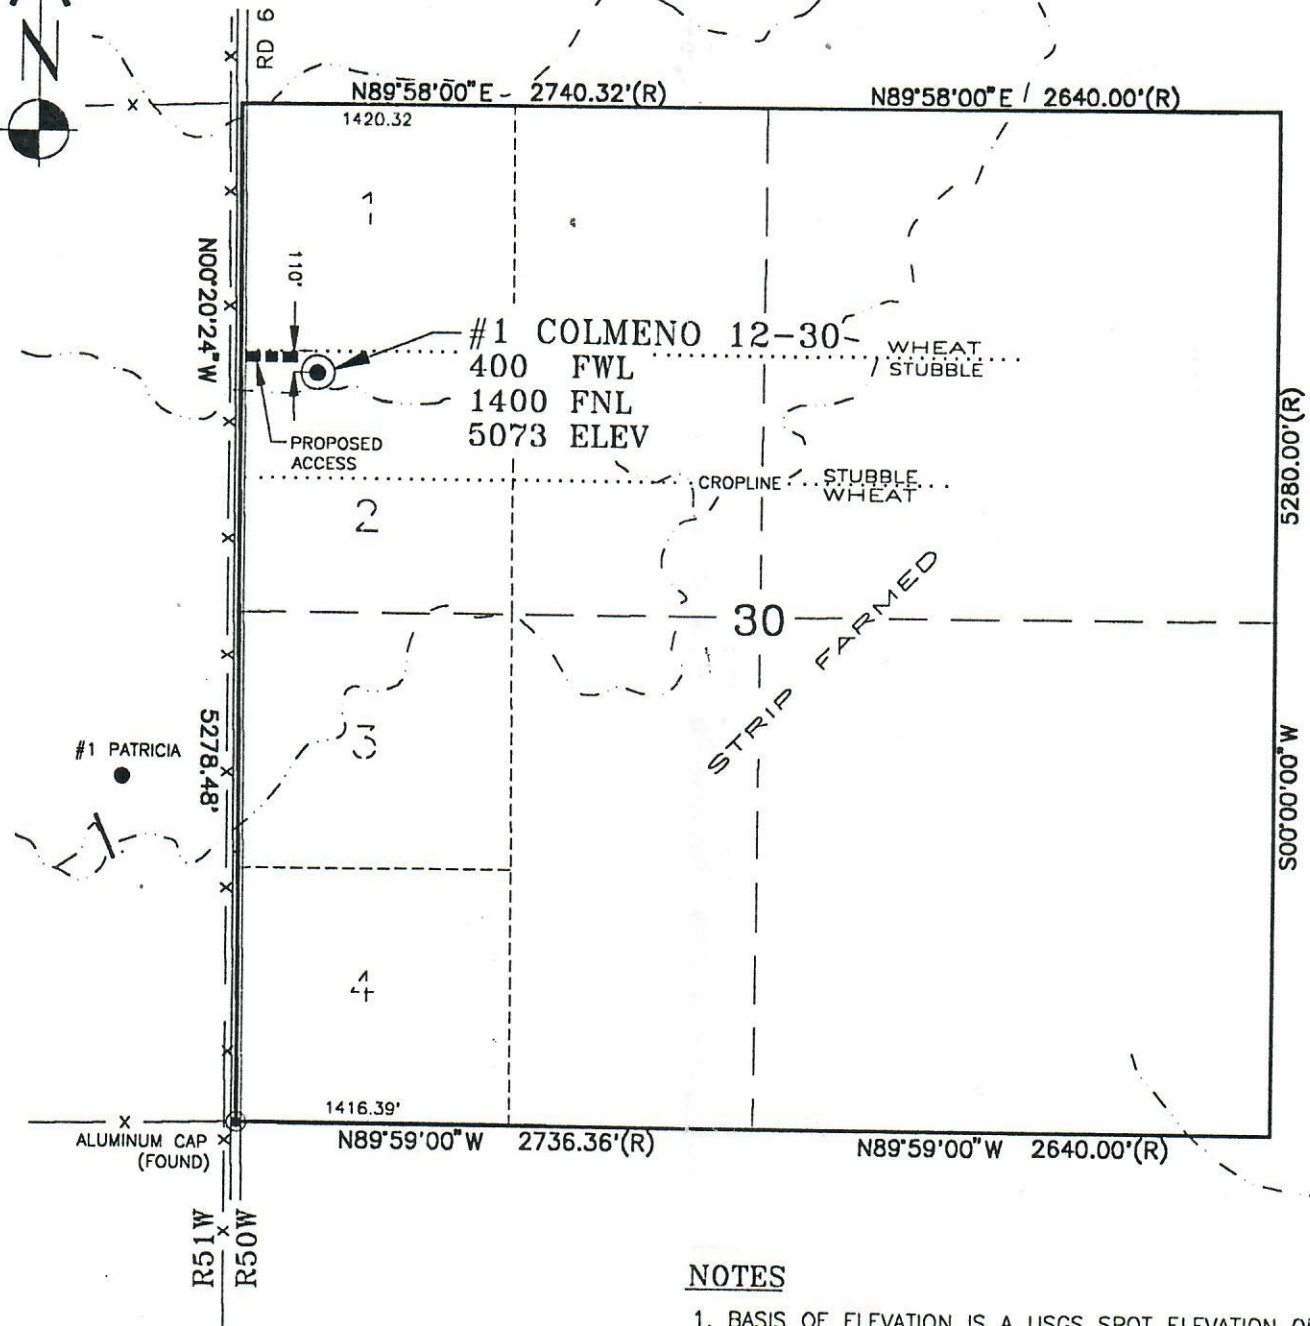 N
RD 6
N89°58'00"E - 2740.32'(R)
N89°58'00"E 2640.00'(R)
1420.32
1
N00°20'24"W
110'
#1 COLMENO 12-30
400 FWL
1400 FNL
5073 ELEV
WHEAT
STUBBLE
PROPOSED
ACCESS
CROPLINE
STUBBLE
WHEAT
5280.00'(R)
2
30
STRIP FARMED
3
#1 PATRICIA
5278.48'
S00°00'00"W
4
1416.39'
N89°59'00"W 2736.36'(R)
N89°59'00"W 2640.00'(R)
ALUMINUM CAP
(FOUND)
R51W
R50W
NOTES
1. BASIS OF ELEVATION IS A USGS SPOT ELEVATION